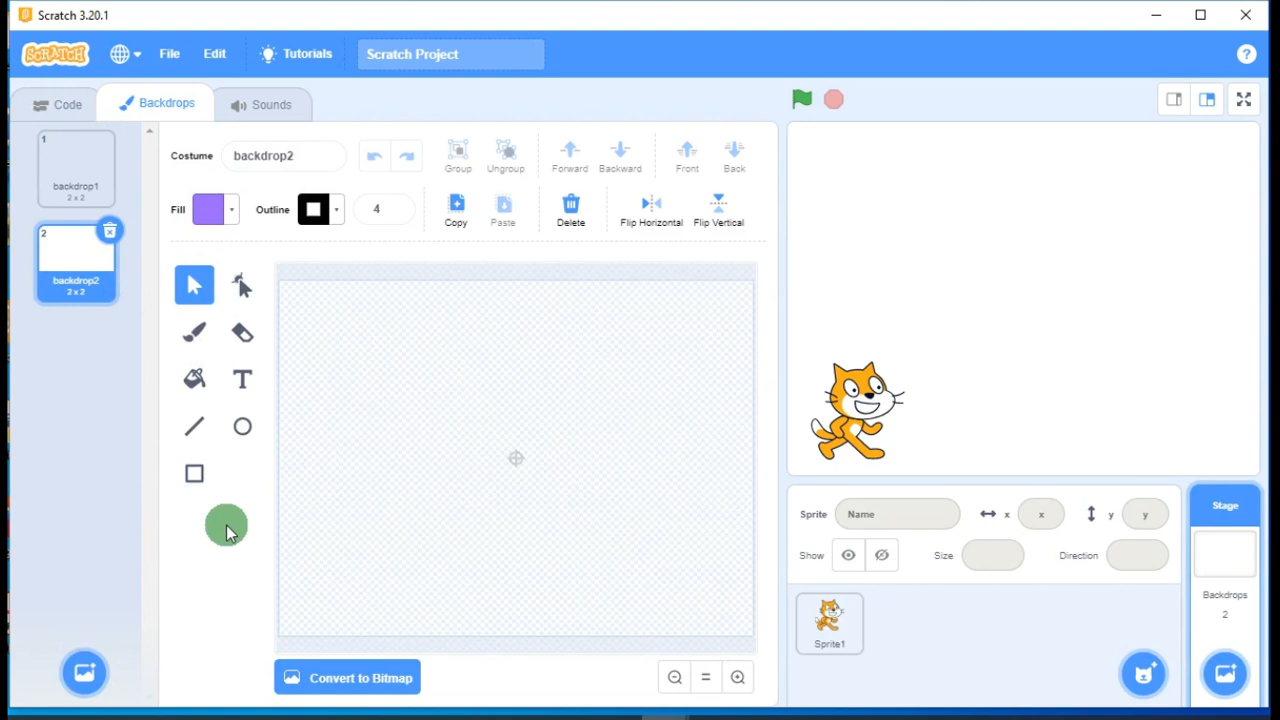 Scratch 3.20.1
SCRATCH
File
Edit
Tutorials
Scratch Project
?
Code
Backdrops
Sounds
1
backdrop1
2 x 2
2
backdrop2
2 x 2
Costume
backdrop2
Group
Ungroup
Forward
Backward
Front
Back
Fill
Outline
4
Copy
Paste
Delete
Flip Horizontal
Flip Vertical
T
Convert to Bitmap
Sprite
Name
x
x
y
y
Show
Size
Direction
Sprite1
Stage
Backdrops
2